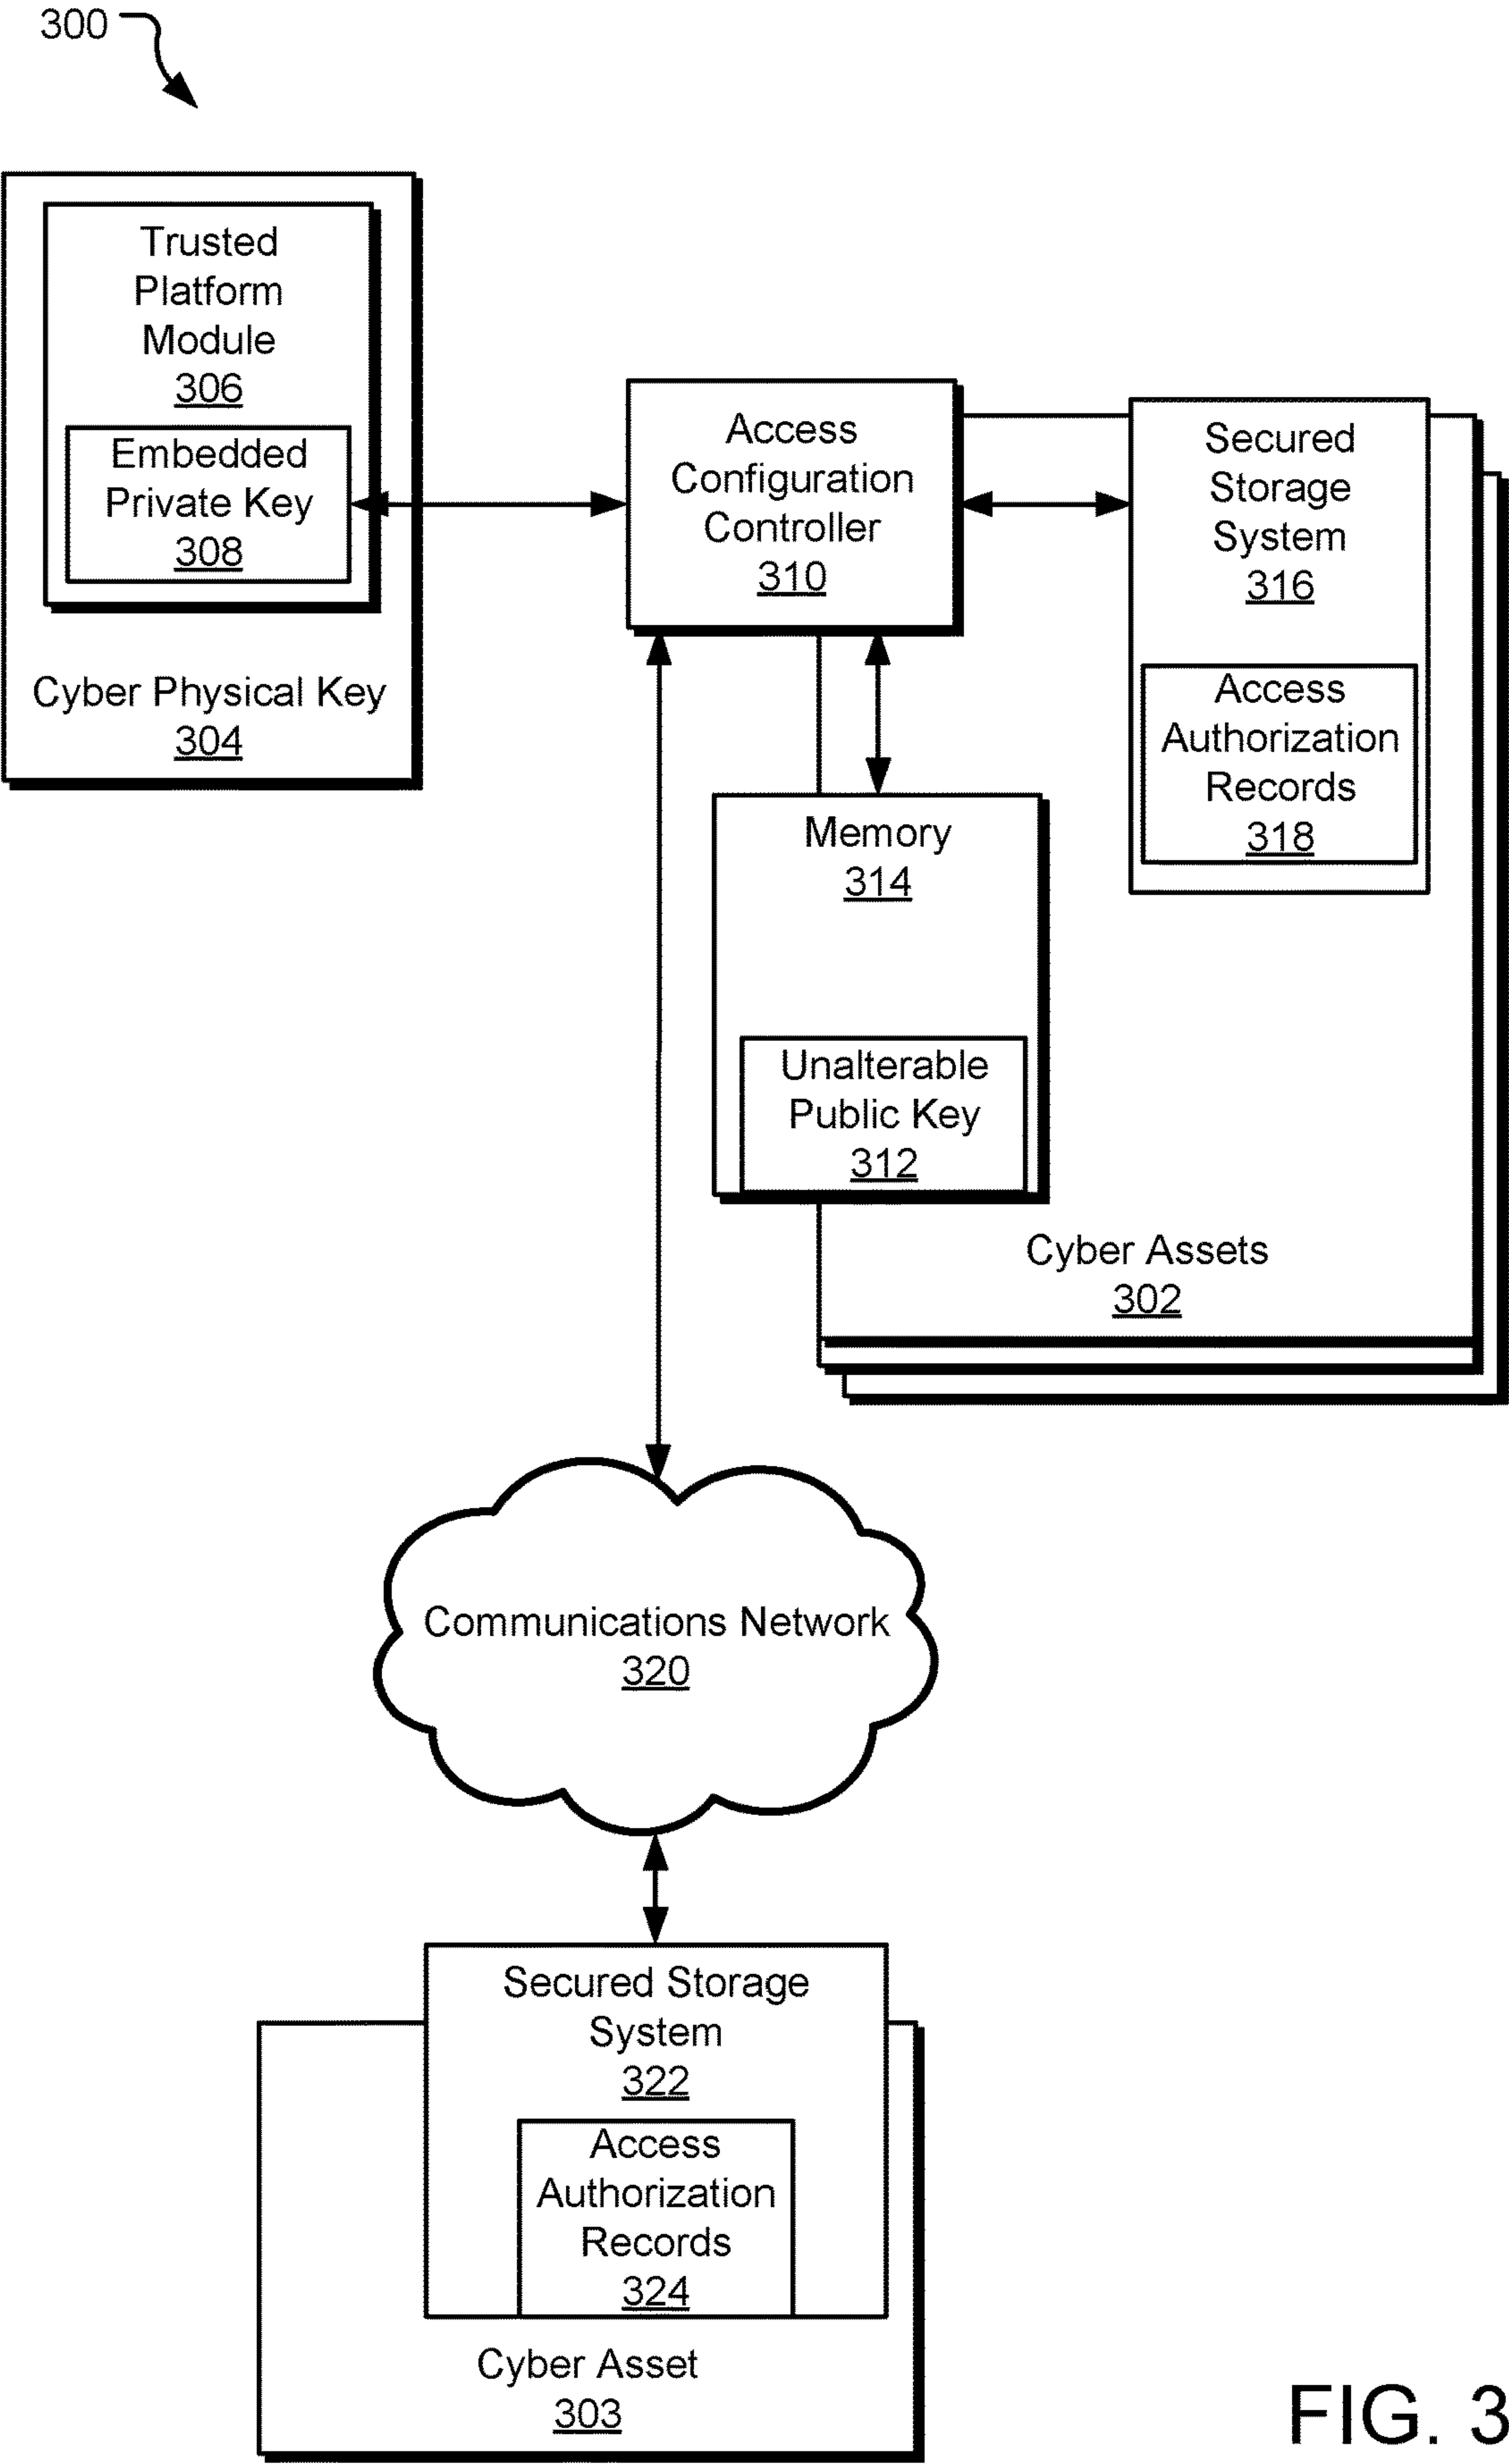 300
Trusted
Platform
Module
306
Embedded
Private Key
308
Cyber Physical Key
304
Access
Configuration
Controller
310
Secured
Storage
System
316
Access
Authorization
Records
318
Memory
314
Unalterable
Public Key
312
Cyber Assets
302
Communications Network
320
Secured Storage
System
322
Access
Authorization
Records
324
Cyber Asset
303
FIG. 3